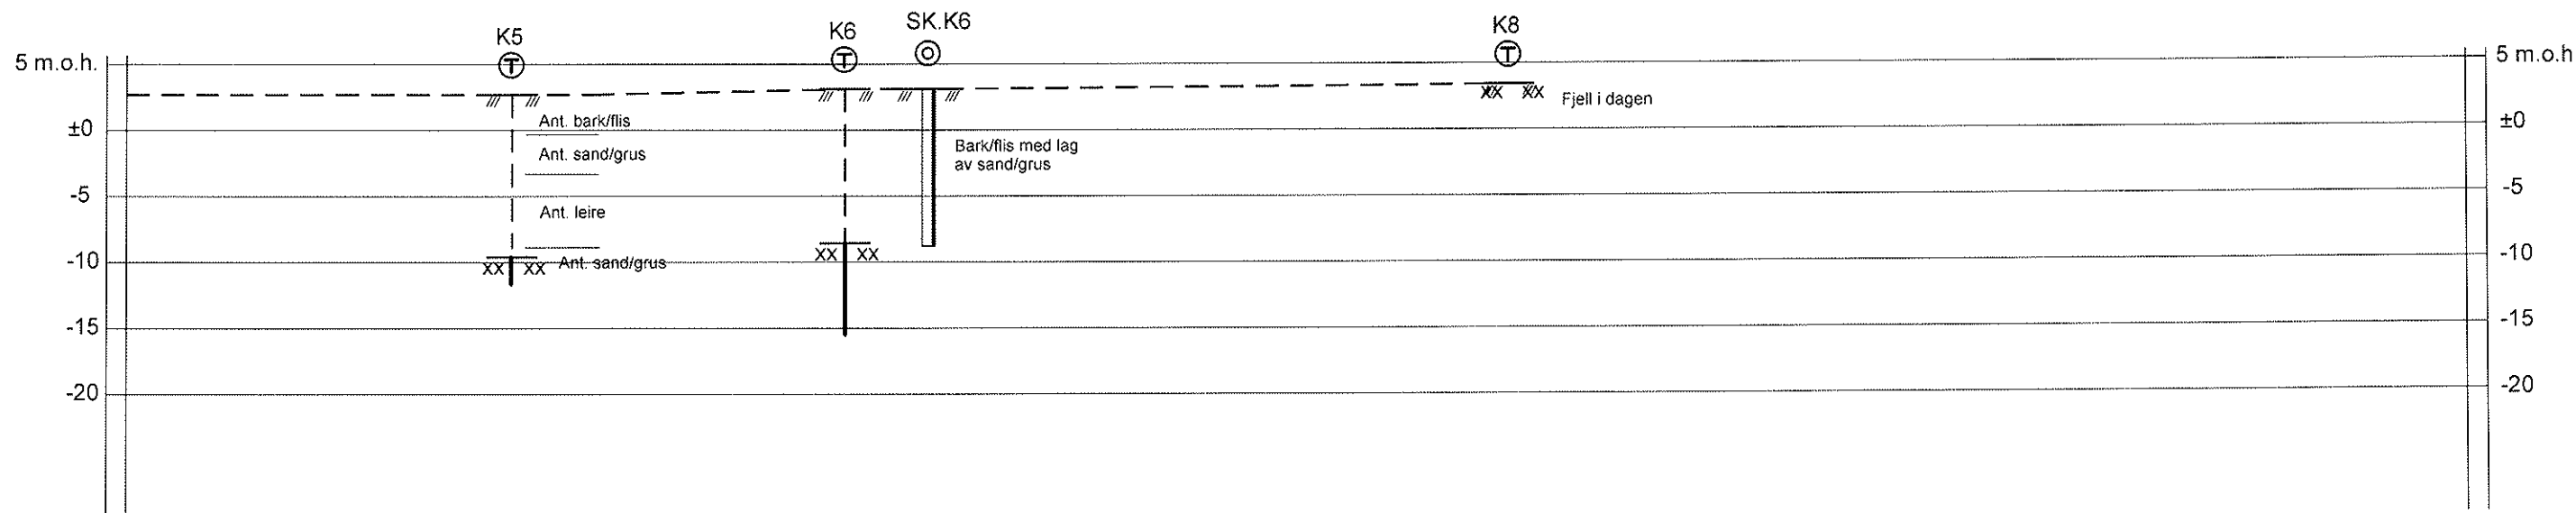 K5
K6
SK.K6
K8
5 m.o.h.
5 m.o.h
Fjell i dagen
Ant. bark/flis
±0
±0
Ant. sand/grus
Bark/flis med lag
av sand/grus
-5
-5
Ant. leire
-10
XX XX
Ant. sand/grus
XX XX
XX XX
-10
-15
-15
-20
-20